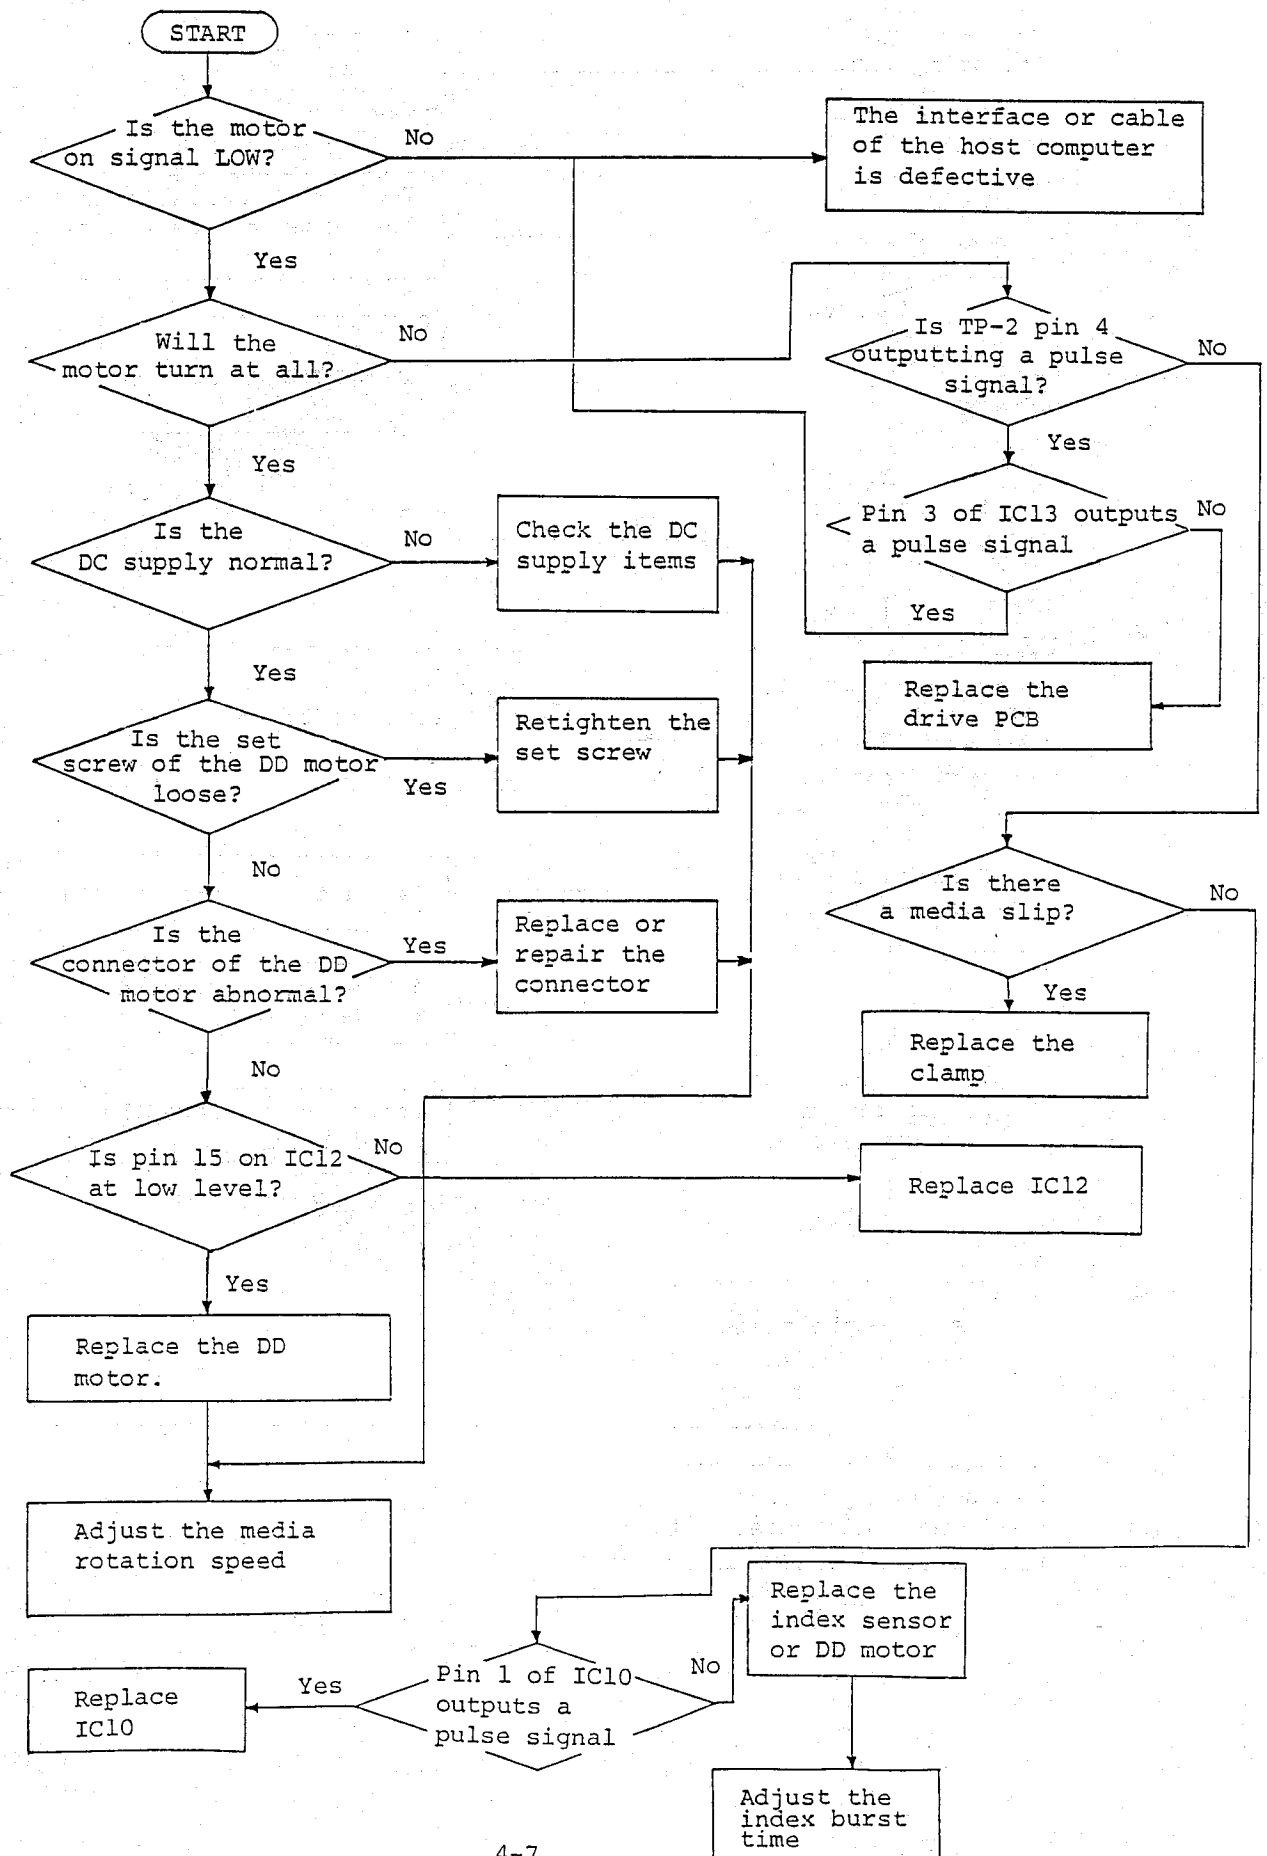 START
Is the motor
on signal LOW?
No
The interface or cable
of the host computer
is defective
Yes
Will the
motor turn at all?
No
Is TP-2 pin 4
outputting a pulse
signal?
No
Yes
Yes
Is the
DC supply normal?
No
Check the DC
supply items
Pin 3 of IC13 outputs
a pulse signal
No
Yes
Yes
Replace the
drive PCB
Is the set
screw of the DD motor
loose?
Yes
Retighten the
set screw
No
Is there
a media slip?
No
Yes
Is the
connector of the DD
motor abnormal?
Yes
Replace or
repair the
connector
Replace the
clamp
No
Is pin 15 on IC12
at low level?
No
Replace IC12
Yes
Replace the DD
motor.
Adjust the media
rotation speed
Replace the
index sensor
or DD motor
Pin 1 of IC10
outputs a
pulse signal
No
Yes
Replace
IC10
Adjust the
index burst
time
4-7